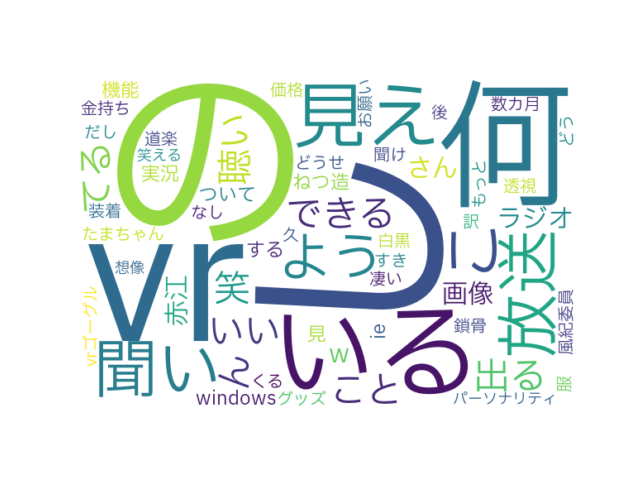 機能
価格
お願い
後
数カ月
どう
金持ち
の
見え
何
だし
道楽
聴い
どうせ
聞け
もっと
てる
笑える
実況
ねつ造
さん
透視
装着
なし
ついて
できる
訳
ラジオ
たまちゃん
する
久
白黒
つ
に
放送
想像
vr
よう
すき
凄い
赤江
笑
画像
風紀委員
vrゴーグル
いい
見
ie
鎖骨
聞い
ん
w
いる
くる
こと
出る
服
windows
グッズ
パーソナリティ